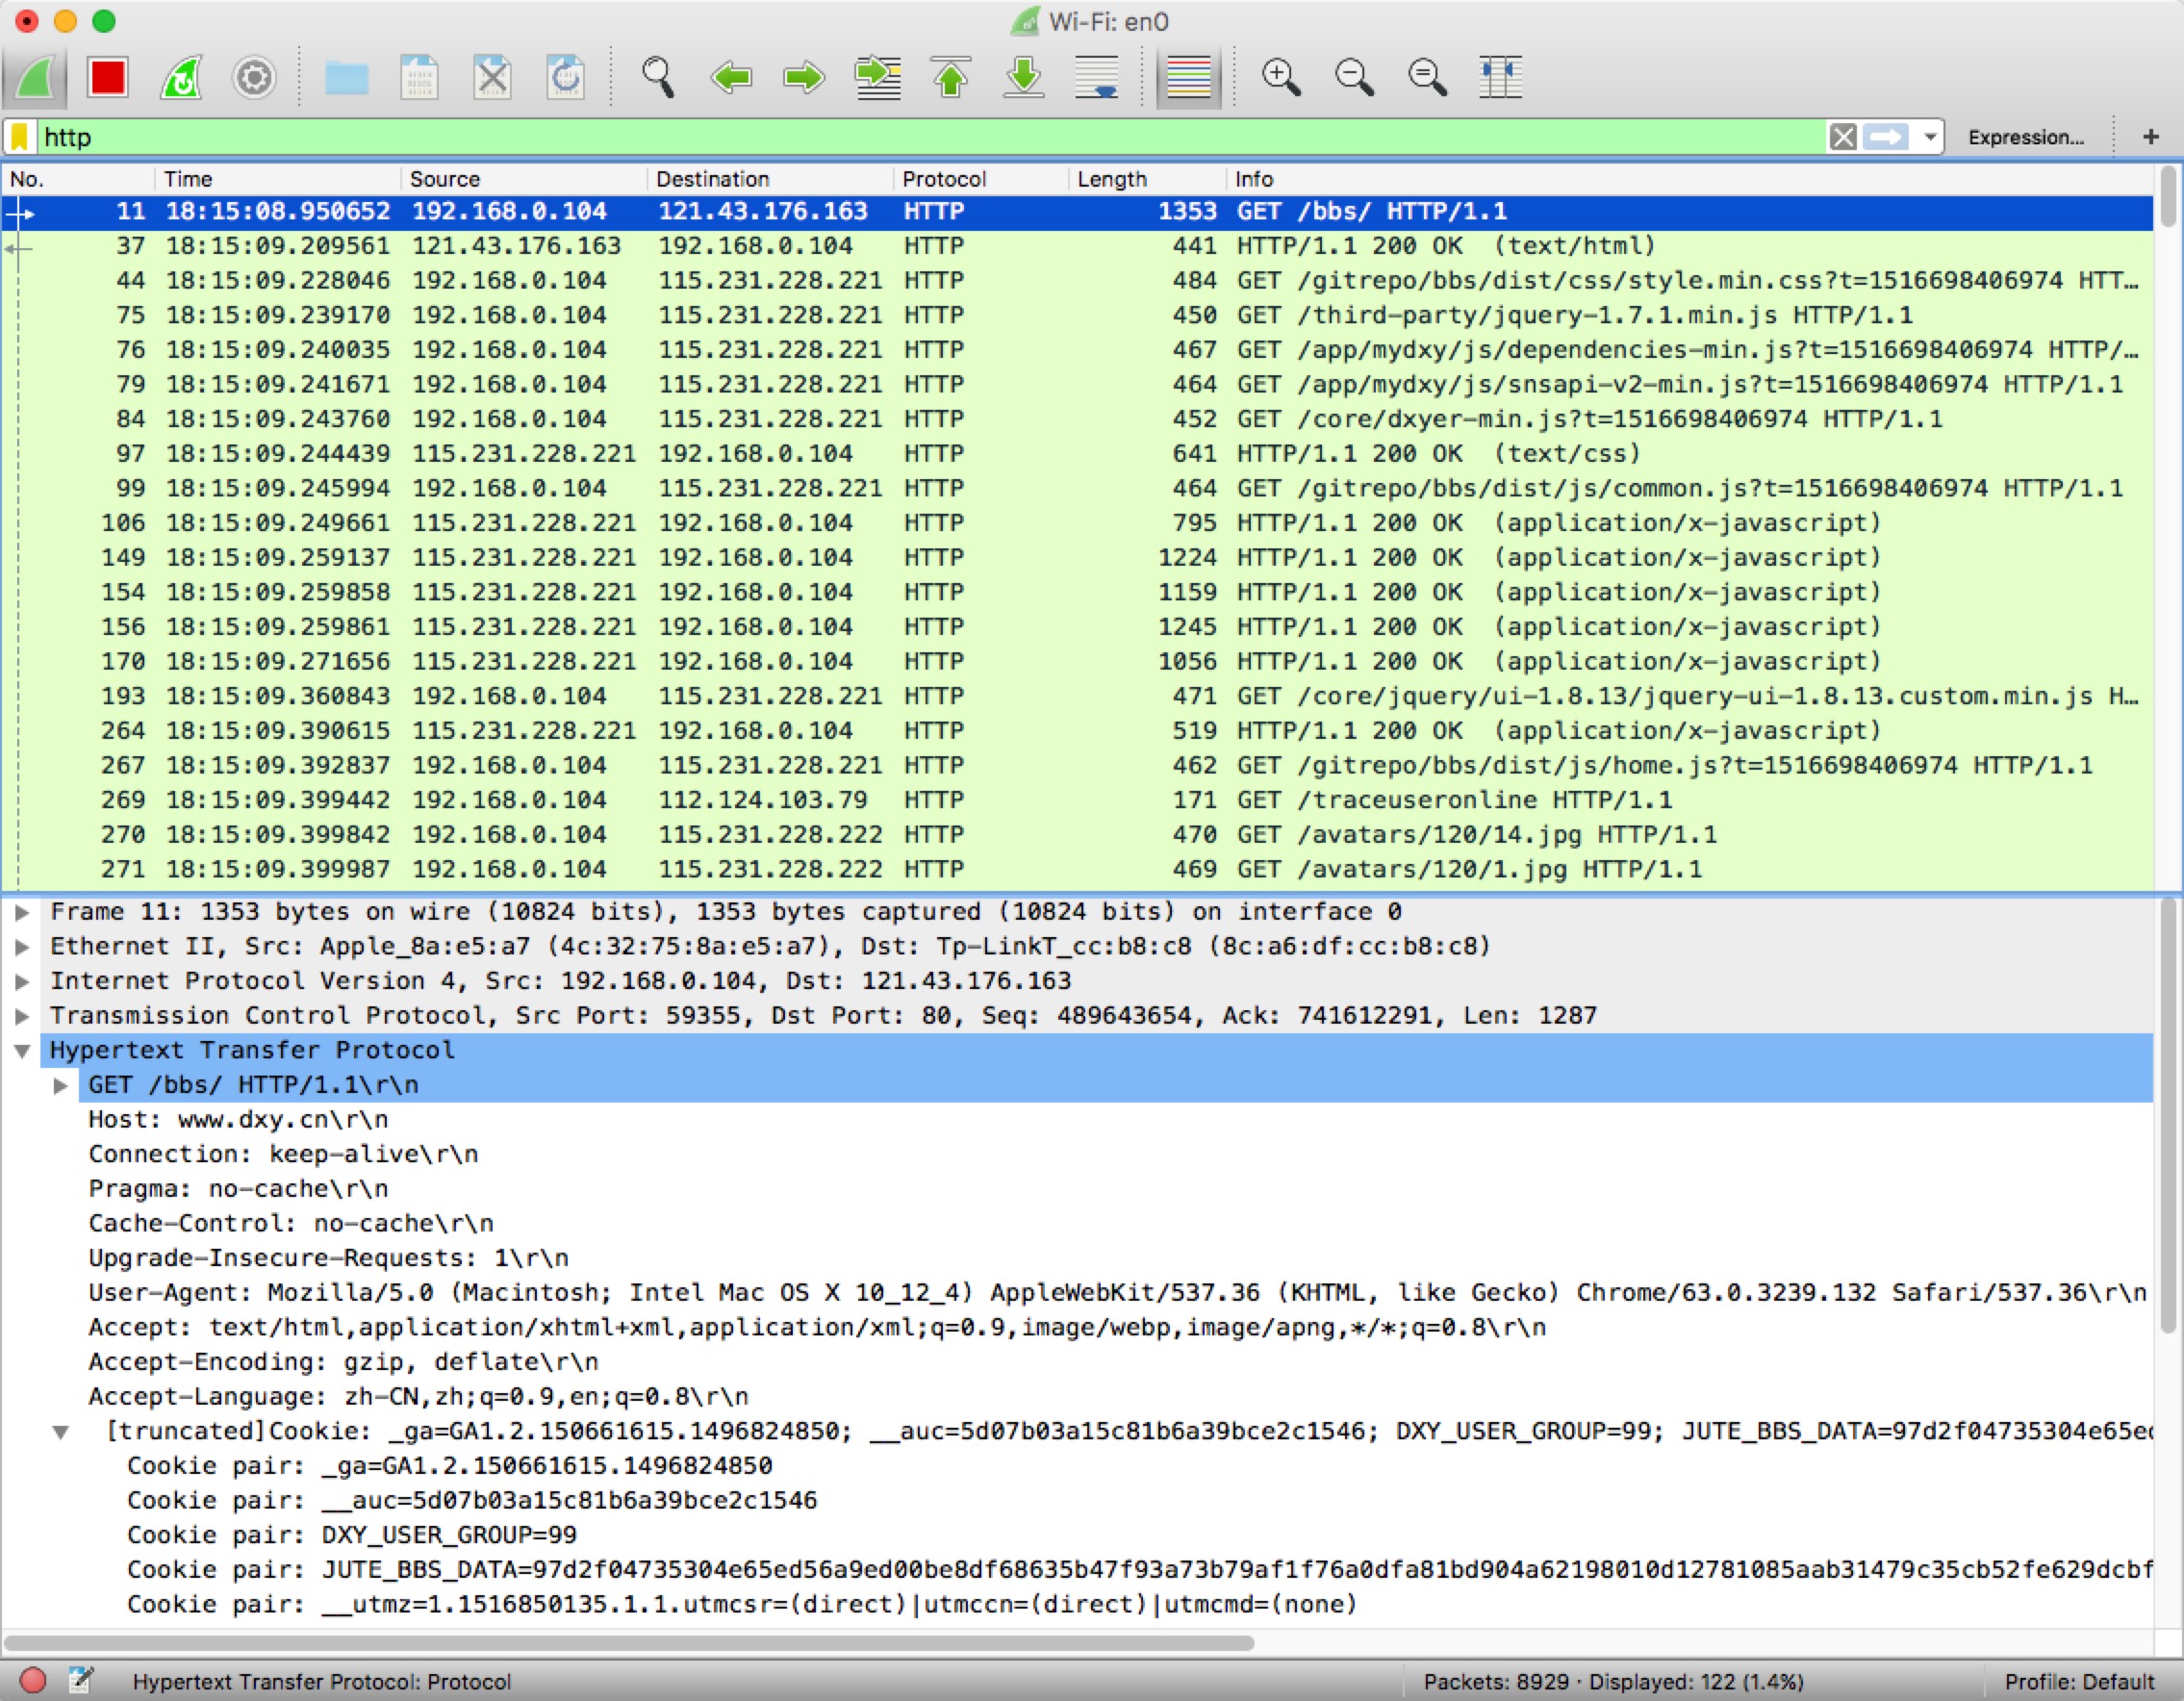 Wi-Fi: en0
http
Expression...
+
No. Time Source Destination Protocol Length Info
11 18:15:08.950652 192.168.0.104 121.43.176.163 HTTP 1353 GET /bbs/ HTTP/1.1
37 18:15:09.209561 121.43.176.163 192.168.0.104 HTTP 441 HTTP/1.1 200 OK (text/html)
44 18:15:09.228046 192.168.0.104 115.231.228.221 HTTP 484 GET /gitrepo/bbs/dist/css/style.min.css?t=1516698406974 HTT…
75 18:15:09.239170 192.168.0.104 115.231.228.221 HTTP 450 GET /third-party/jquery-1.7.1.min.js HTTP/1.1
76 18:15:09.240035 192.168.0.104 115.231.228.221 HTTP 467 GET /app/mydxy/js/dependencies-min.js?t=1516698406974 HTTP/…
79 18:15:09.241671 192.168.0.104 115.231.228.221 HTTP 464 GET /app/mydxy/js/snsapi-v2-min.js?t=1516698406974 HTTP/1.1
84 18:15:09.243760 192.168.0.104 115.231.228.221 HTTP 452 GET /core/dxyer-min.js?t=1516698406974 HTTP/1.1
97 18:15:09.244439 115.231.228.221 192.168.0.104 HTTP 641 HTTP/1.1 200 OK (text/css)
99 18:15:09.245994 192.168.0.104 115.231.228.221 HTTP 464 GET /gitrepo/bbs/dist/js/common.js?t=1516698406974 HTTP/1.1
106 18:15:09.249661 115.231.228.221 192.168.0.104 HTTP 795 HTTP/1.1 200 OK (application/x-javascript)
149 18:15:09.259137 115.231.228.221 192.168.0.104 HTTP 1224 HTTP/1.1 200 OK (application/x-javascript)
154 18:15:09.259858 115.231.228.221 192.168.0.104 HTTP 1159 HTTP/1.1 200 OK (application/x-javascript)
156 18:15:09.259861 115.231.228.221 192.168.0.104 HTTP 1245 HTTP/1.1 200 OK (application/x-javascript)
170 18:15:09.271656 115.231.228.221 192.168.0.104 HTTP 1056 HTTP/1.1 200 OK (application/x-javascript)
193 18:15:09.360843 192.168.0.104 115.231.228.221 HTTP 471 GET /core/jquery/ui-1.8.13/jquery-ui-1.8.13.custom.min.js H…
264 18:15:09.390615 115.231.228.221 192.168.0.104 HTTP 519 HTTP/1.1 200 OK (application/x-javascript)
267 18:15:09.392837 192.168.0.104 115.231.228.221 HTTP 462 GET /gitrepo/bbs/dist/js/home.js?t=1516698406974 HTTP/1.1
269 18:15:09.399442 192.168.0.104 112.124.103.79 HTTP 171 GET /traceuseronline HTTP/1.1
270 18:15:09.399842 192.168.0.104 115.231.228.222 HTTP 470 GET /avatars/120/14.jpg HTTP/1.1
271 18:15:09.399987 192.168.0.104 115.231.228.222 HTTP 469 GET /avatars/120/1.jpg HTTP/1.1
Frame 11: 1353 bytes on wire (10824 bits), 1353 bytes captured (10824 bits) on interface 0
Ethernet II, Src: Apple_8a:e5:a7 (4c:32:75:8a:e5:a7), Dst: Tp-LinkT_cc:b8:c8 (8c:a6:df:cc:b8:c8)
Internet Protocol Version 4, Src: 192.168.0.104, Dst: 121.43.176.163
Transmission Control Protocol, Src Port: 59355, Dst Port: 80, Seq: 489643654, Ack: 741612291, Len: 1287
Hypertext Transfer Protocol
GET /bbs/ HTTP/1.1\r\n
Host: www.dxy.cn\r\n
Connection: keep-alive\r\n
Pragma: no-cache\r\n
Cache-Control: no-cache\r\n
Upgrade-Insecure-Requests: 1\r\n
User-Agent: Mozilla/5.0 (Macintosh; Intel Mac OS X 10_12_4) AppleWebKit/537.36 (KHTML, like Gecko) Chrome/63.0.3239.132 Safari/537.36\r\n
Accept: text/html,application/xhtml+xml,application/xml;q=0.9,image/webp,image/apng,*/*;q=0.8\r\n
Accept-Encoding: gzip, deflate\r\n
Accept-Language: zh-CN,zh;q=0.9,en;q=0.8\r\n
[truncated]Cookie: _ga=GA1.2.150661615.1496824850; __auc=5d07b03a15c81b6a39bce2c1546; DXY_USER_GROUP=99; JUTE_BBS_DATA=97d2f04735304e65e
Cookie pair: _ga=GA1.2.150661615.1496824850
Cookie pair: __auc=5d07b03a15c81b6a39bce2c1546
Cookie pair: DXY_USER_GROUP=99
Cookie pair: JUTE_BBS_DATA=97d2f04735304e65ed56a9ed00be8df68635b47f93a73b79af1f76a0dfa81bd904a62198010d12781085aab31479c35cb52fe629dcbf
Cookie pair: __utmz=1.1516850135.1.1.utmcsr=(direct)|utmccn=(direct)|utmcmd=(none)
Hypertext Transfer Protocol: Protocol
Packets: 8929 · Displayed: 122 (1.4%)
Profile: Default